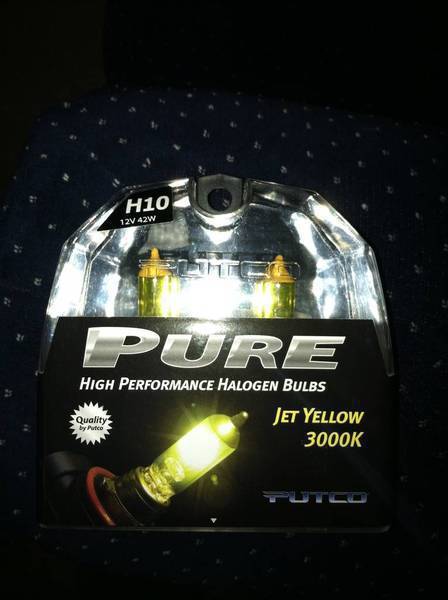 H10
12V 42W
PUTCO
PURE
HIGH PERFORMANCE HALOGEN BULBS
Quality
by Putco
JET YELLOW
3000K
PUTCO